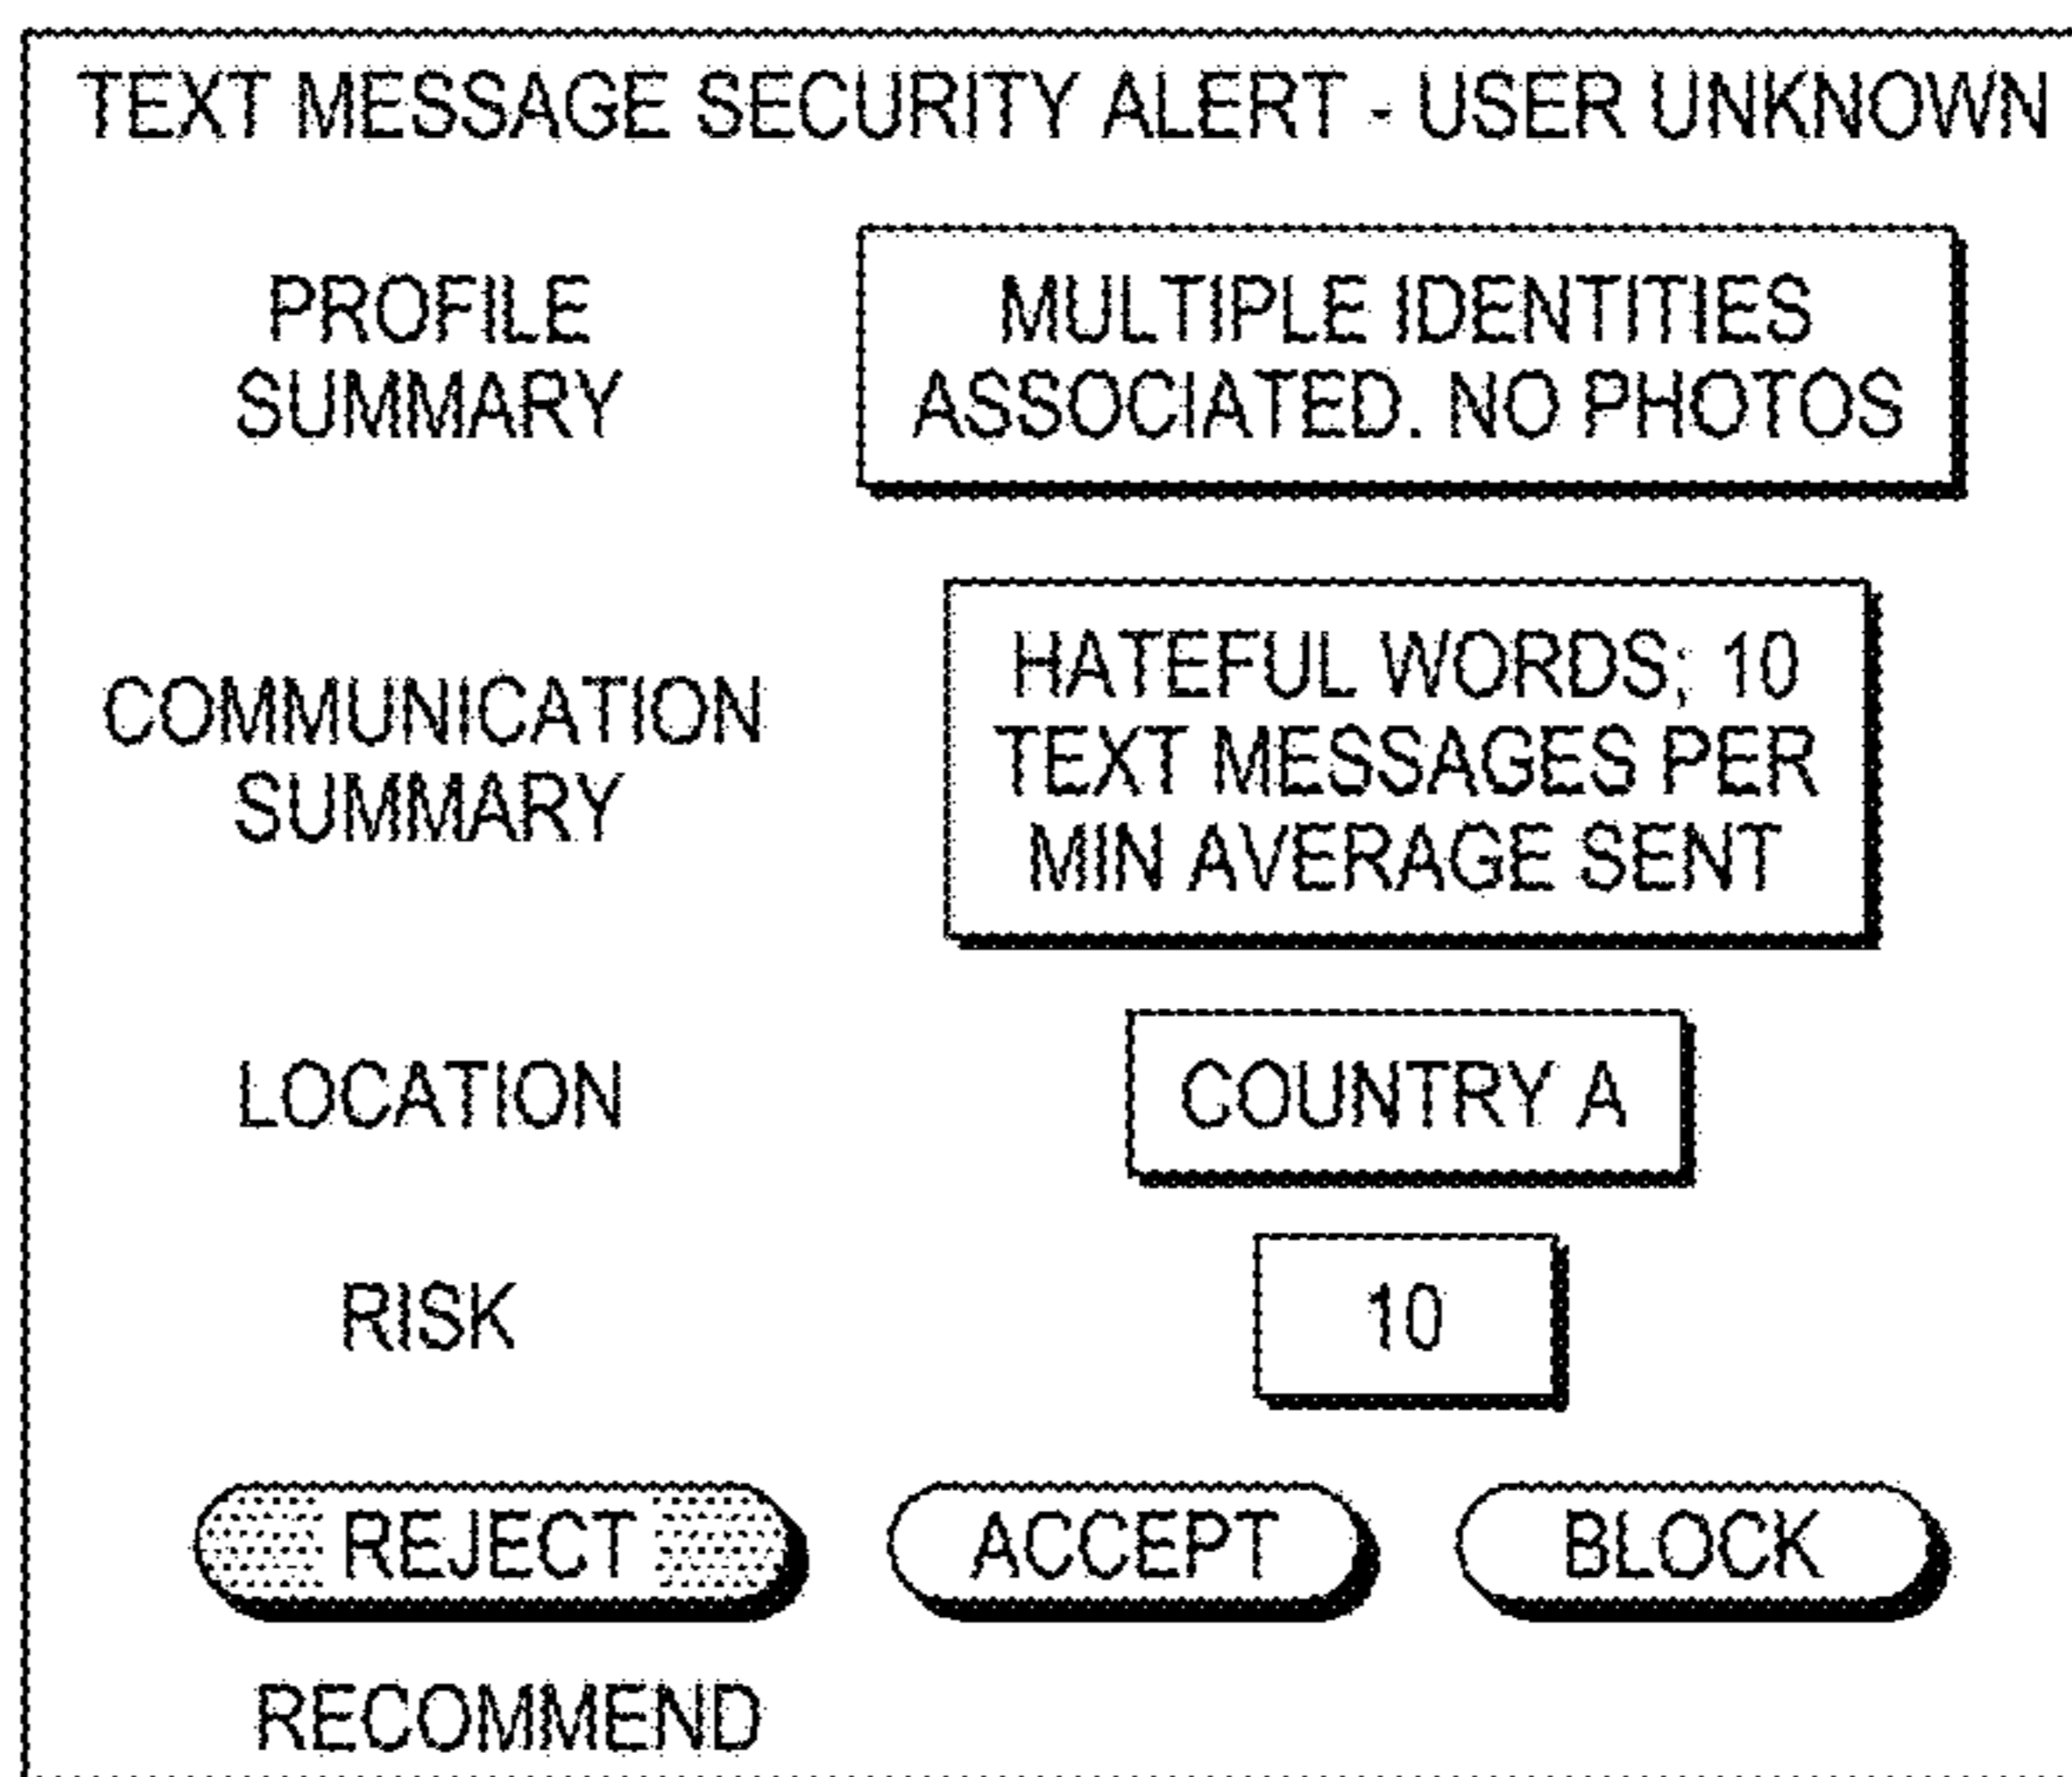 TEXT MESSAGE SECURITY ALERT - USER UNKNOWN
PROFILE
SUMMARY
MULTIPLE IDENTITIES
ASSOCIATED. NO PHOTOS
COMMUNICATION
SUMMARY
HATEFUL WORDS; 10
TEXT MESSAGES PER
MIN AVERAGE SENT
LOCATION
COUNTRY A
RISK
10
REJECT
ACCEPT
BLOCK
RECOMMEND